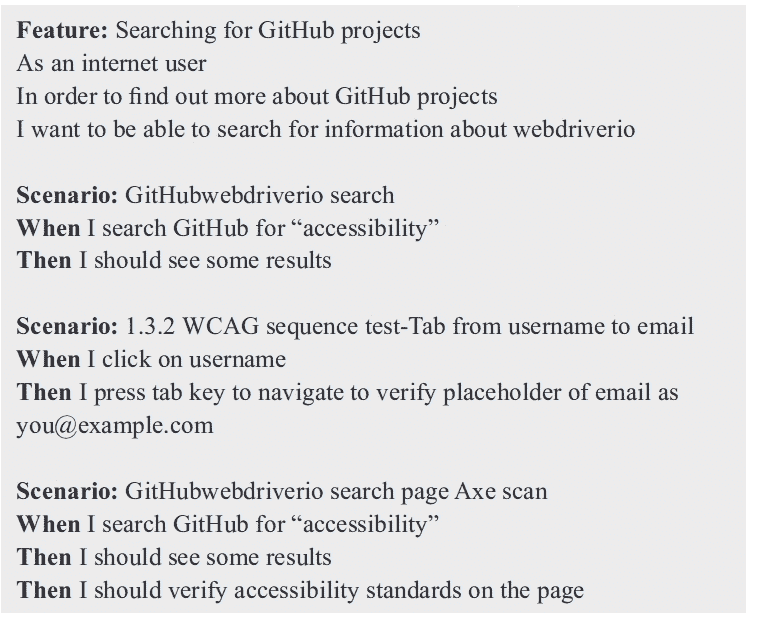 Feature: Searching for GitHub projects
As an internet user
In order to find out more about GitHub projects
I want to be able to search for information about webdriverio
Scenario: GitHubwebdriverio search
When I search GitHub for “accessibility”
Then I should see some results
Scenario: 1.3.2 WCAG sequence test-Tab from username to email
When I click on username
Then I press tab key to navigate to verify placeholder of email as
you@example.com
Scenario: GitHubwebdriverio search page Axe scan
When I search GitHub for “accessibility”
Then I should see some results
Then I should verify accessibility standards on the page